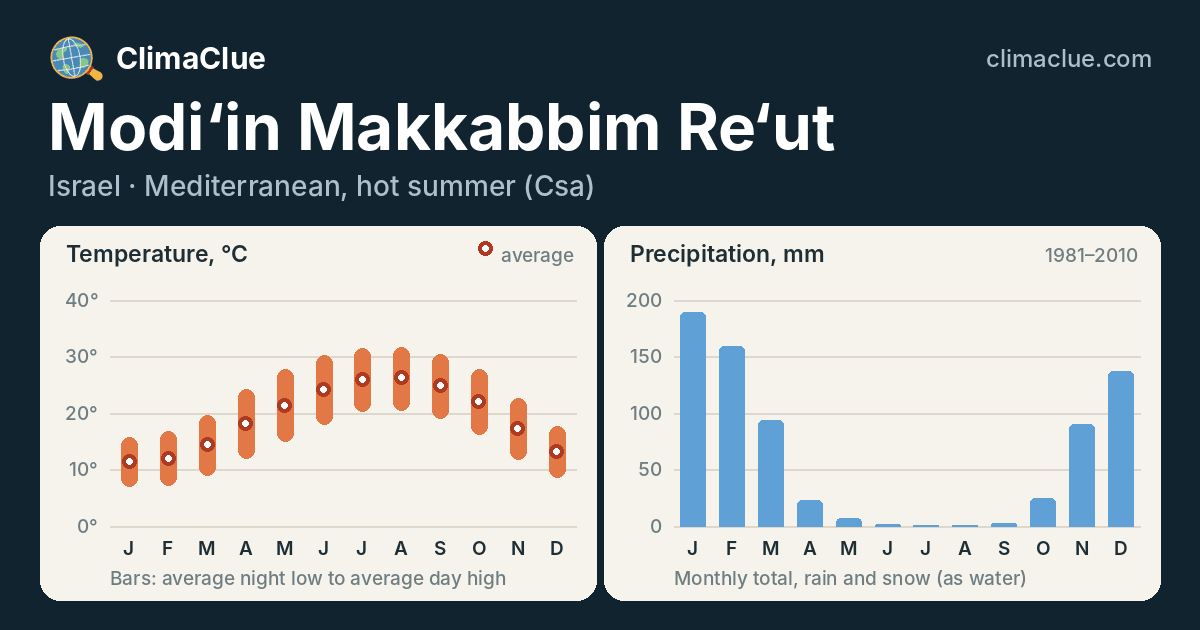 ClimaClue
climaclue.com
Modi‘in Makkabbim Re‘ut
Israel · Mediterranean, hot summer (Csa)
Temperature, °C
average
40°
30°
20°
10°
0°
J F M A M J J A S O N D
Bars: average night low to average day high
Precipitation, mm
1981–2010
200
150
100
50
0
J F M A M J J A S O N D
Monthly total, rain and snow (as water)